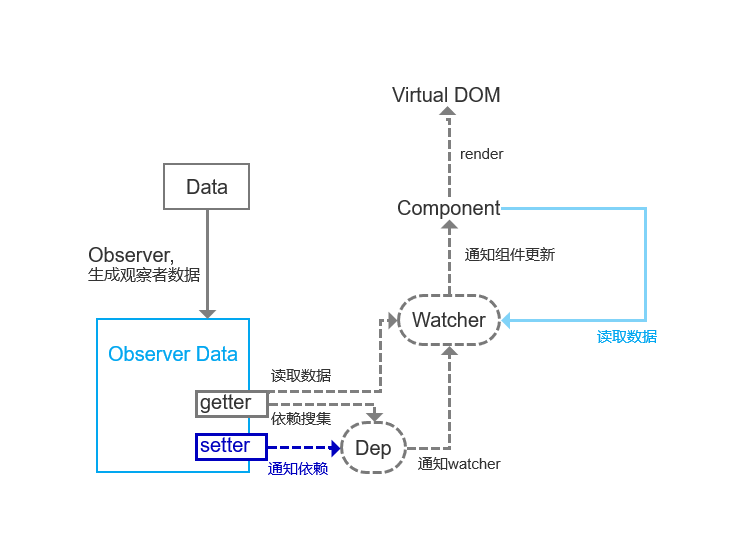 Virtual DOM
render
Data
Component
Observer,
生成观察者数据
通知组件更新
Watcher
读取数据
Observer Data
读取数据
getter
依赖搜集
setter
通知依赖
Dep
通知watcher